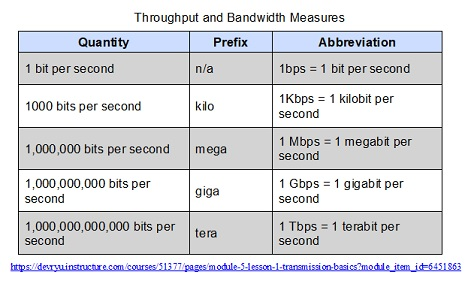 Throughput and Bandwidth Measures
Quantity Prefix Abbreviation
1 bit per second n/a 1bps = 1 bit per second
1000 bits per second kilo 1Kbps = 1 kilobit per
second
1,000,000 bits per second mega 1 Mbps = 1 megabit per
second
1,000,000,000 bits per
second giga 1 Gbps = 1 gigabit per
second
1,000,000,000,000 bits per
second tera 1 Tbps = 1 terabit per
second
https://devryu.instructure.com/courses/51377/pages/module-5-lesson-1-transmission-basics?module_item_id=6451863